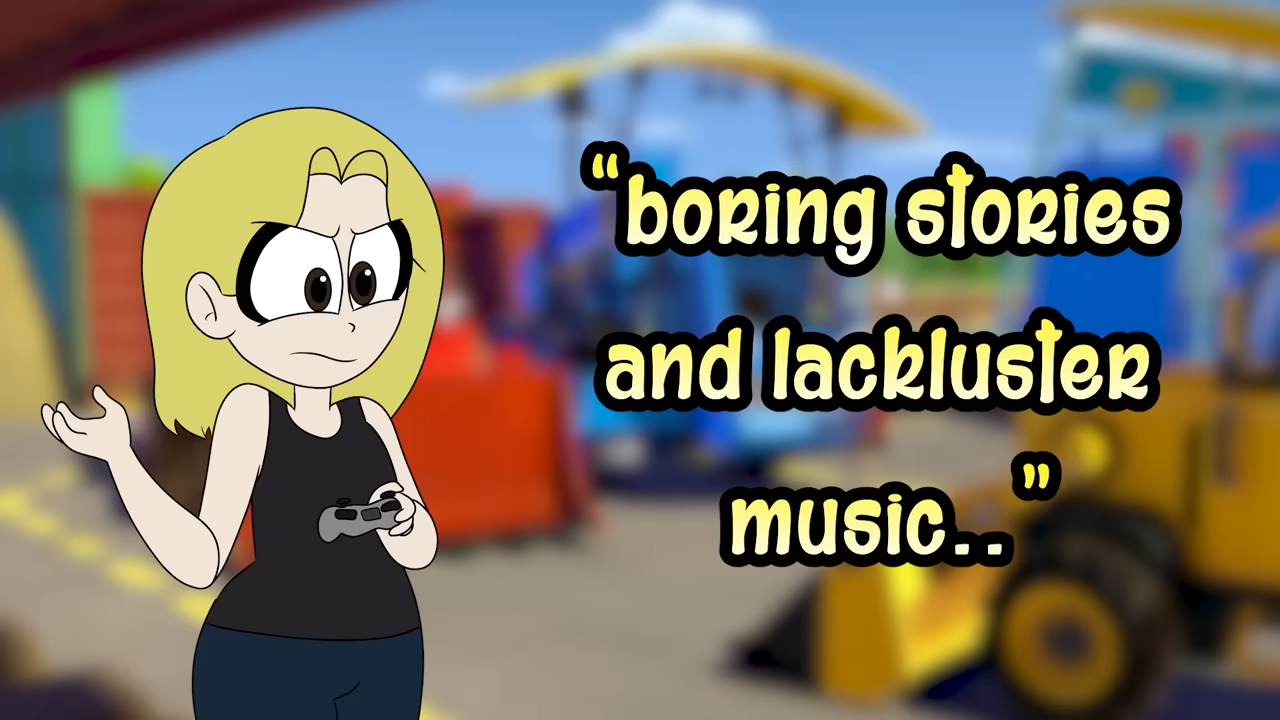 “boring stories
and lackluster
music..”